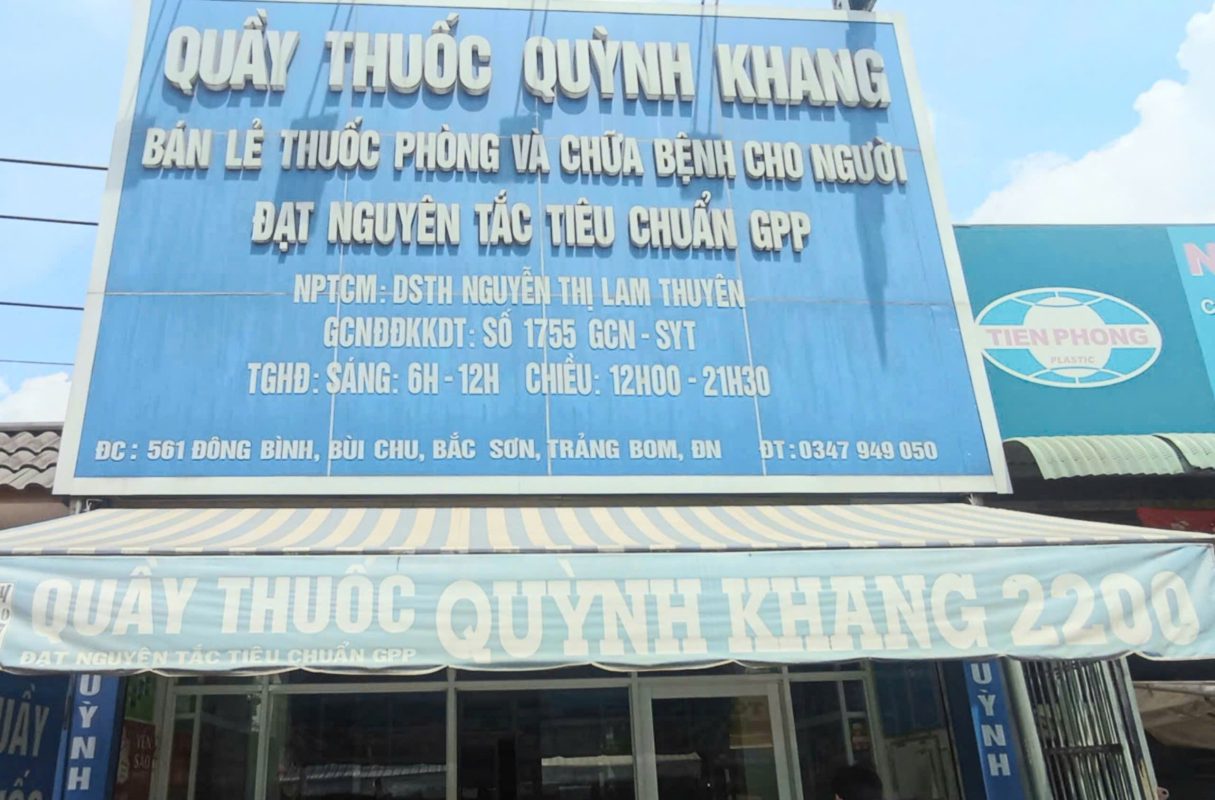 QUẦY THUỐC QUỲNH KHANG
BÁN LẺ THUỐC PHÒNG VÀ CHỮA BỆNH CHO NGƯỜI
ĐẠT NGUYÊN TẮC TIÊU CHUẨN GPP
NPTCM: DSTH NGUYỄN THỊ LAM THUYÊN
GCNĐĐKKDT: SỐ 1755 GCN - SYT
TGHĐ: SÁNG: 6H - 12H CHIỀU: 12H00 - 21H30
ĐC: 561 ĐÔNG BÌNH, BÙI CHU, BẮC SƠN, TRẢNG BOM, ĐN ĐT: 0347 949 050
TIEN PHONG
PLASTIC
QUẦY THUỐC QUỲNH KHANG 2200
ĐẠT NGUYÊN TẮC TIÊU CHUẨN GPP
QUỲNH
YẾN
SÀO
UỲNH